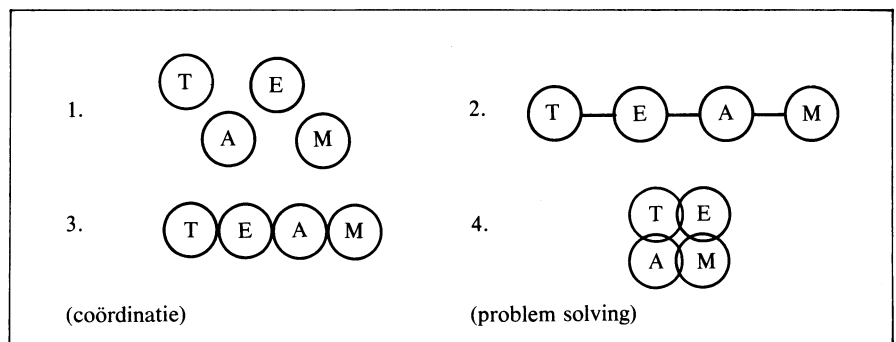 1. T E A M
2. T E A M
3. T E A M
(coördinatie)
4. T E A M
(problem solving)